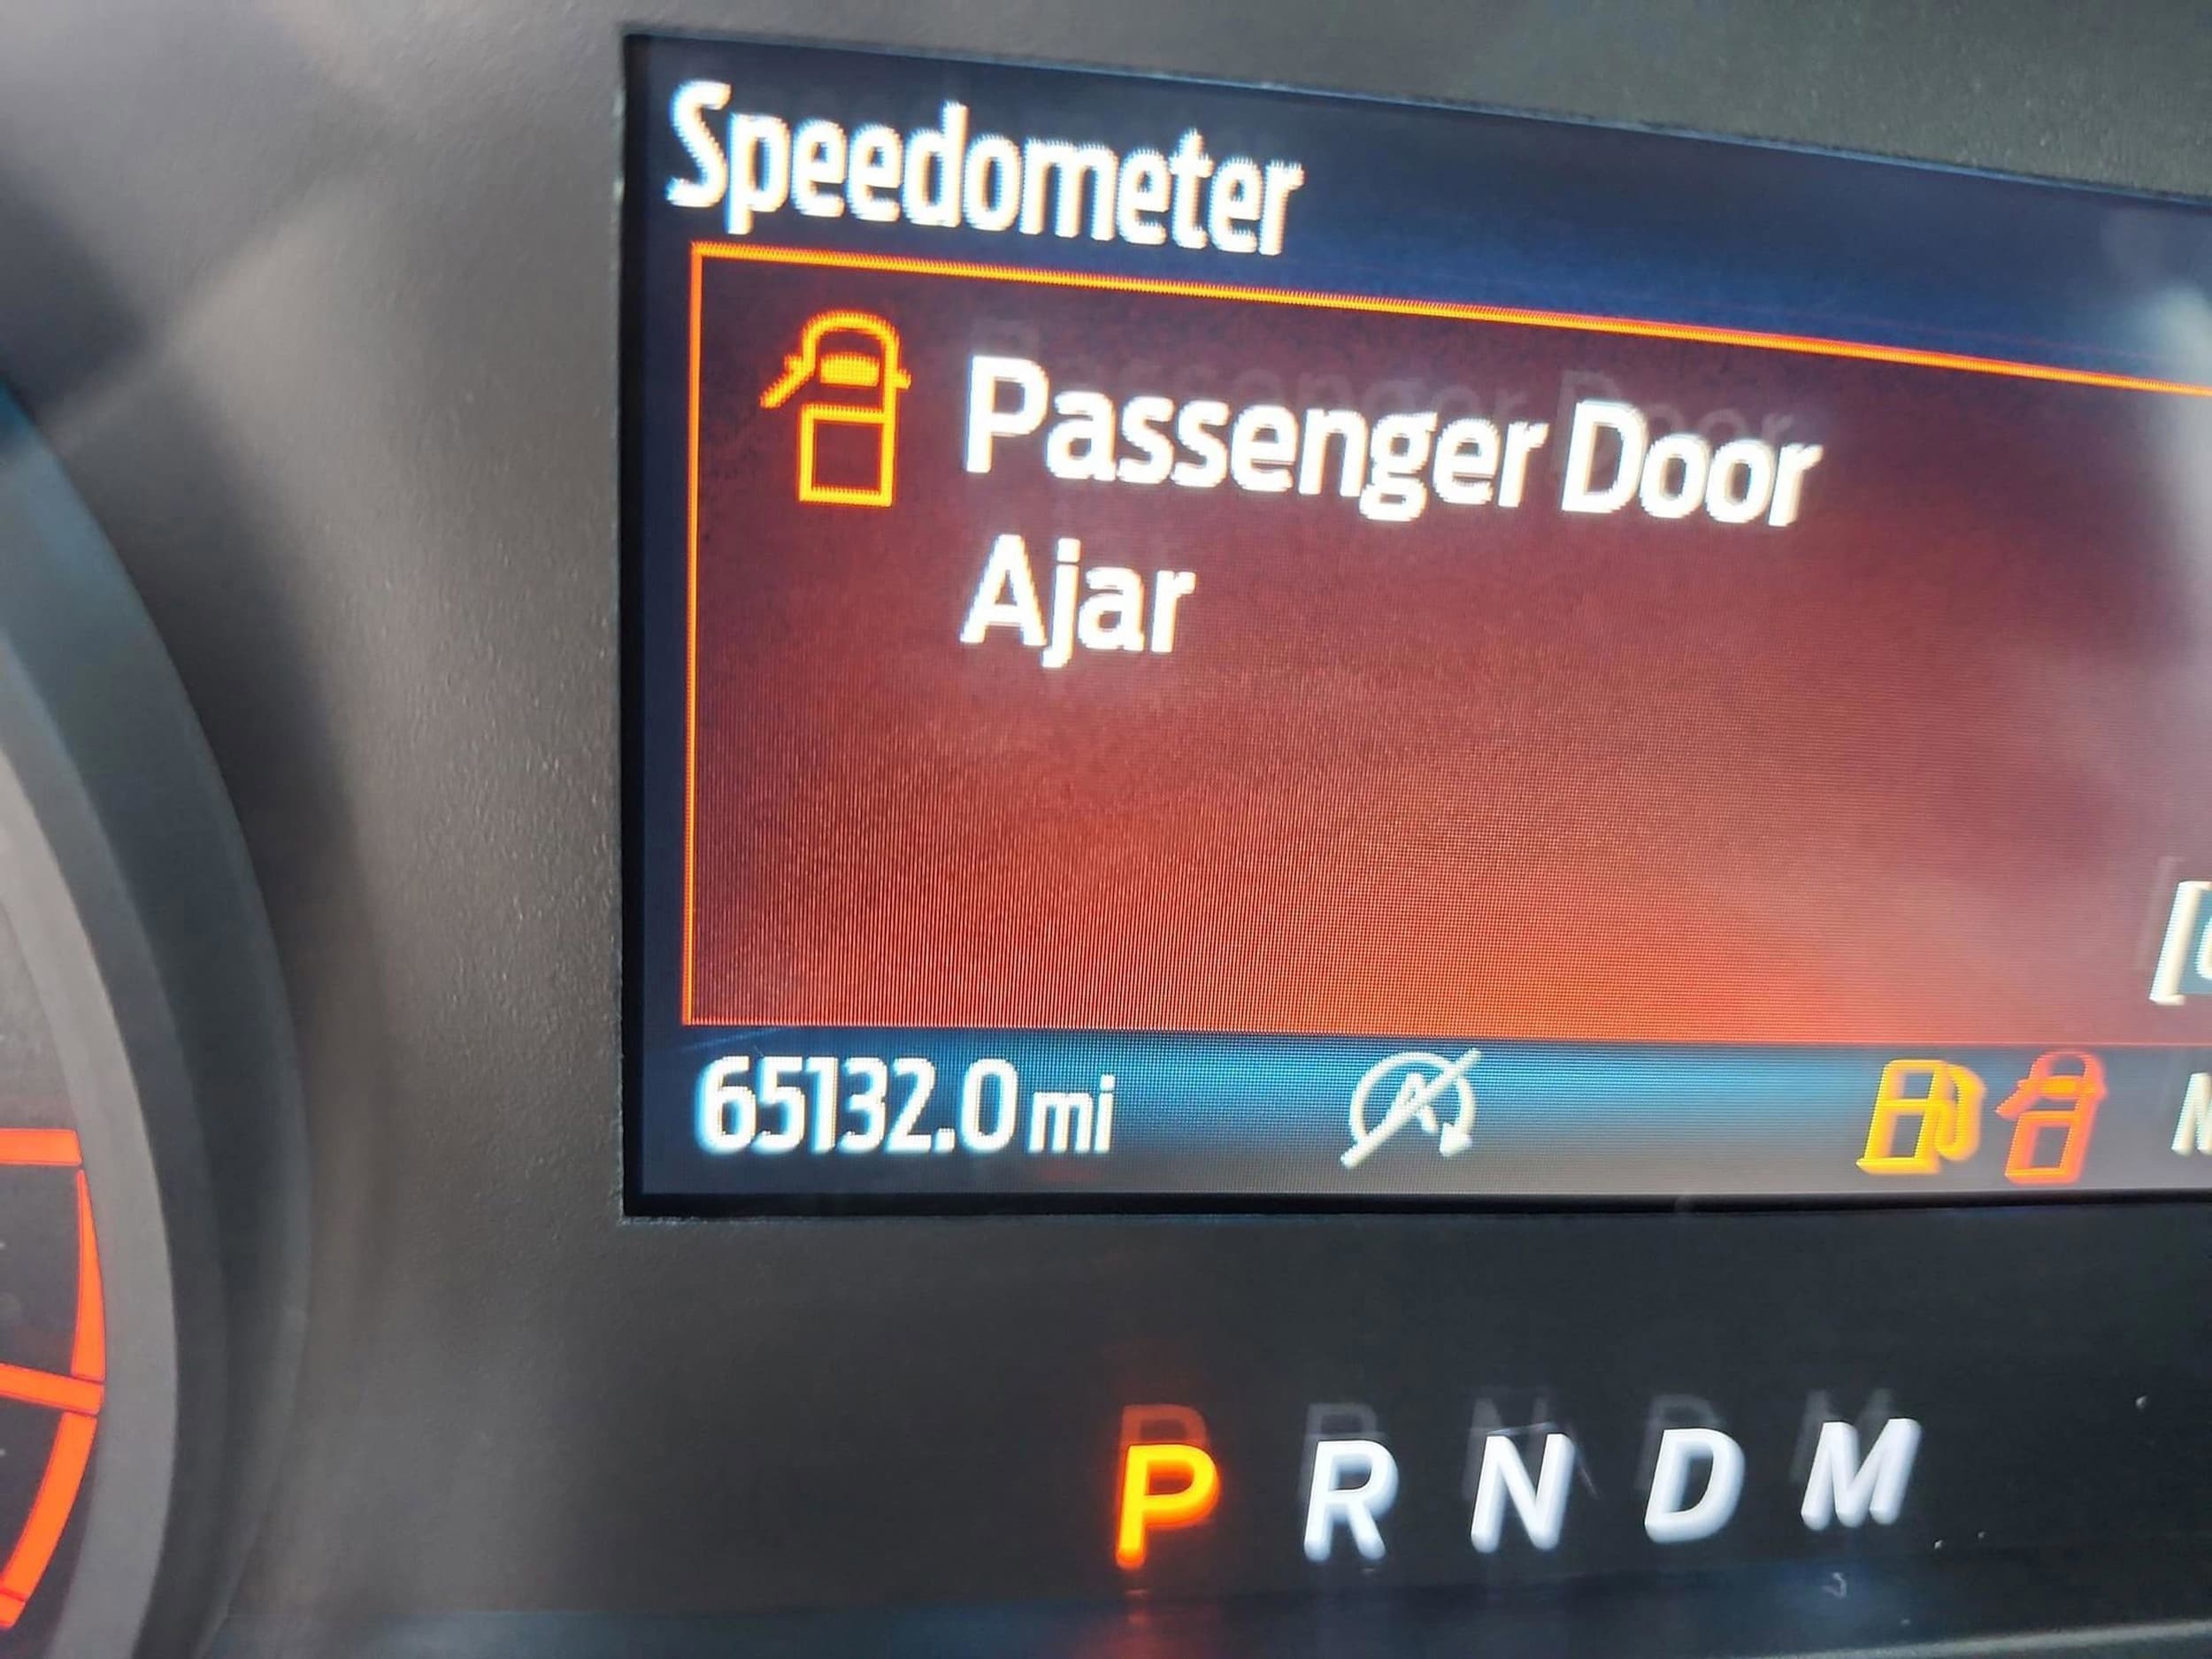 Speedometer
Passenger Door
Ajar
65132.0 mi
P R N D M